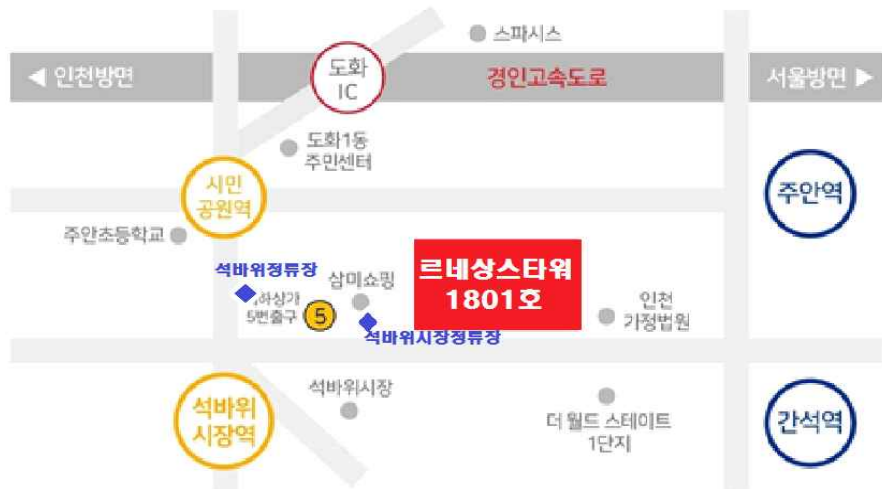 스파시스
◀ 인천방면
도화
IC
경인고속도로
서울방면 ▶
도화1동
주민센터
시민
공원역
주안역
주안초등학교
석바위정류장
삼미쇼핑
르네상스타워
1801호
하상가
5번출구
5
인천
가정법원
석바위시장정류장
석바위
시장역
석바위시장
더 월드 스테이트
1단지
간석역